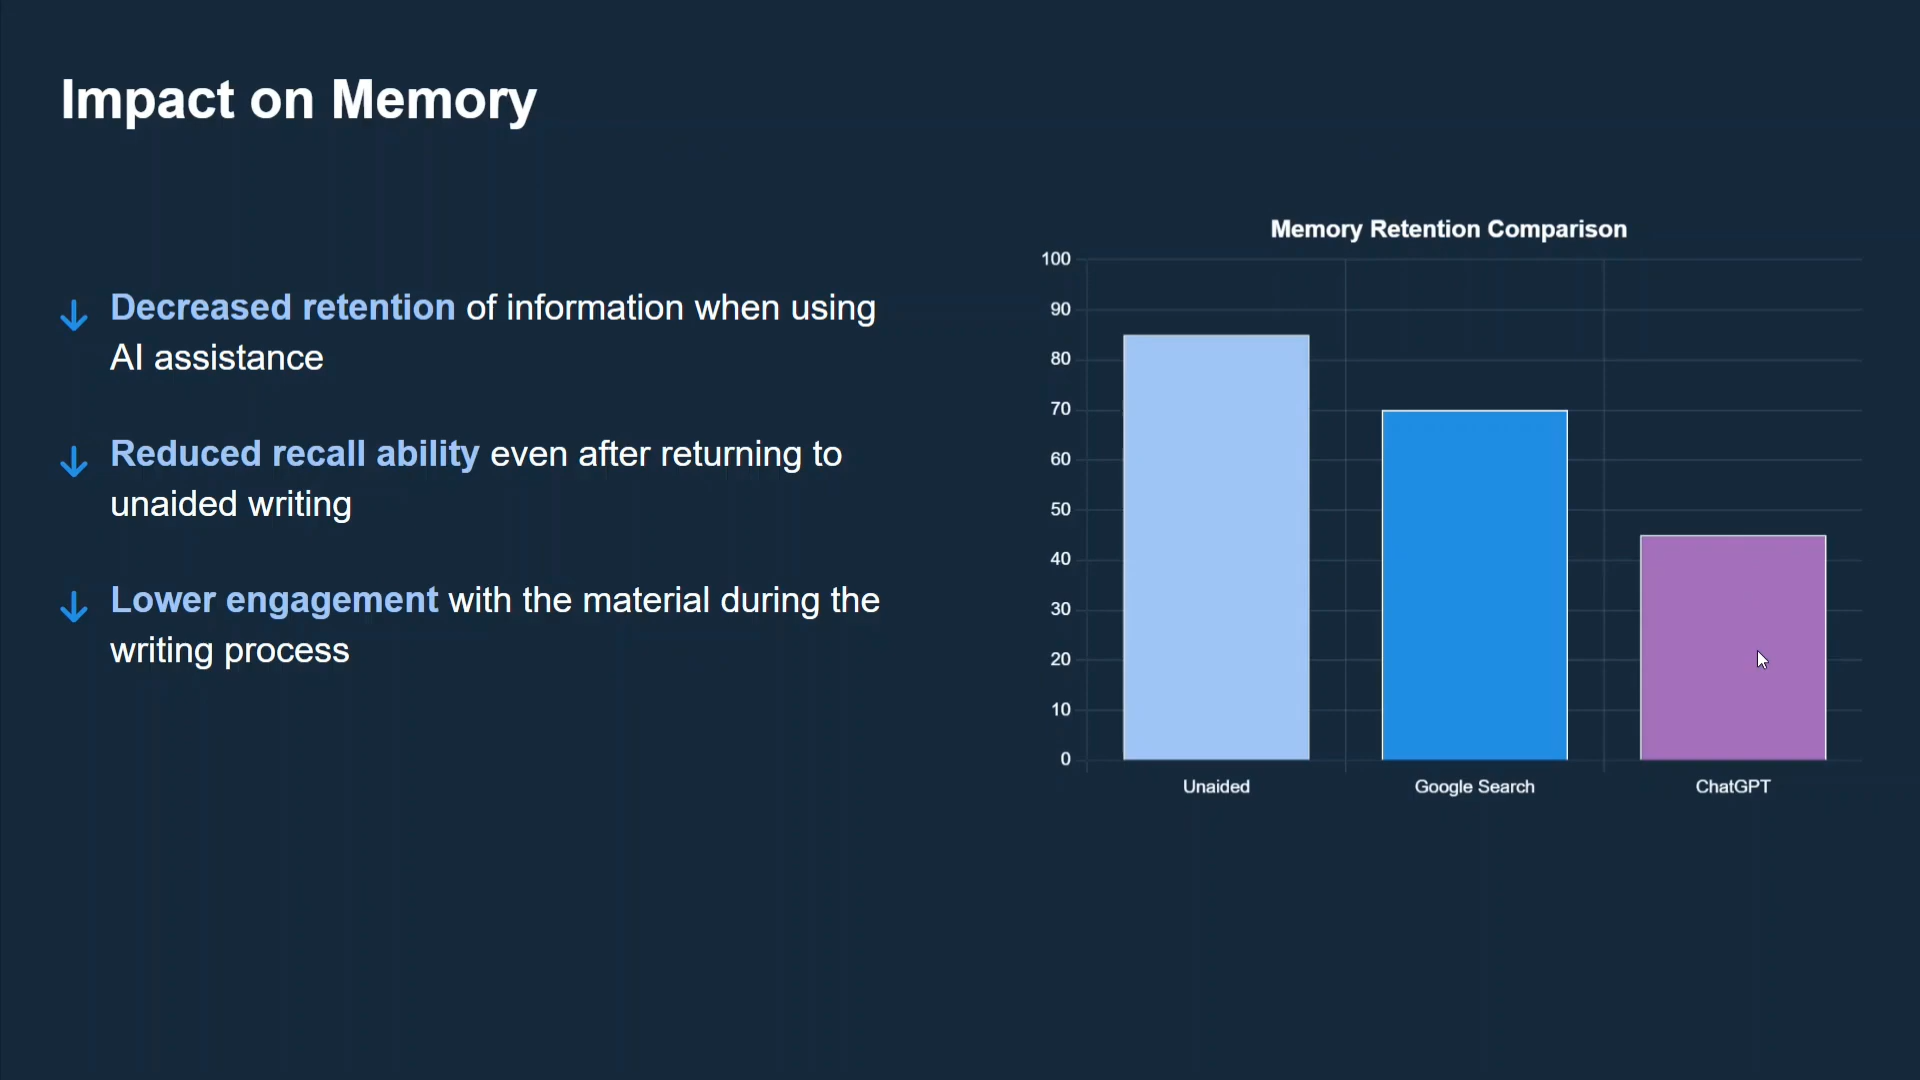 Impact on Memory
Decreased retention of information when using
AI assistance
Reduced recall ability even after returning to
unaided writing
Lower engagement with the material during the
writing process
Memory Retention Comparison
100
90
80
70
60
50
40
30
20
10
0
Unaided
Google Search
ChatGPT